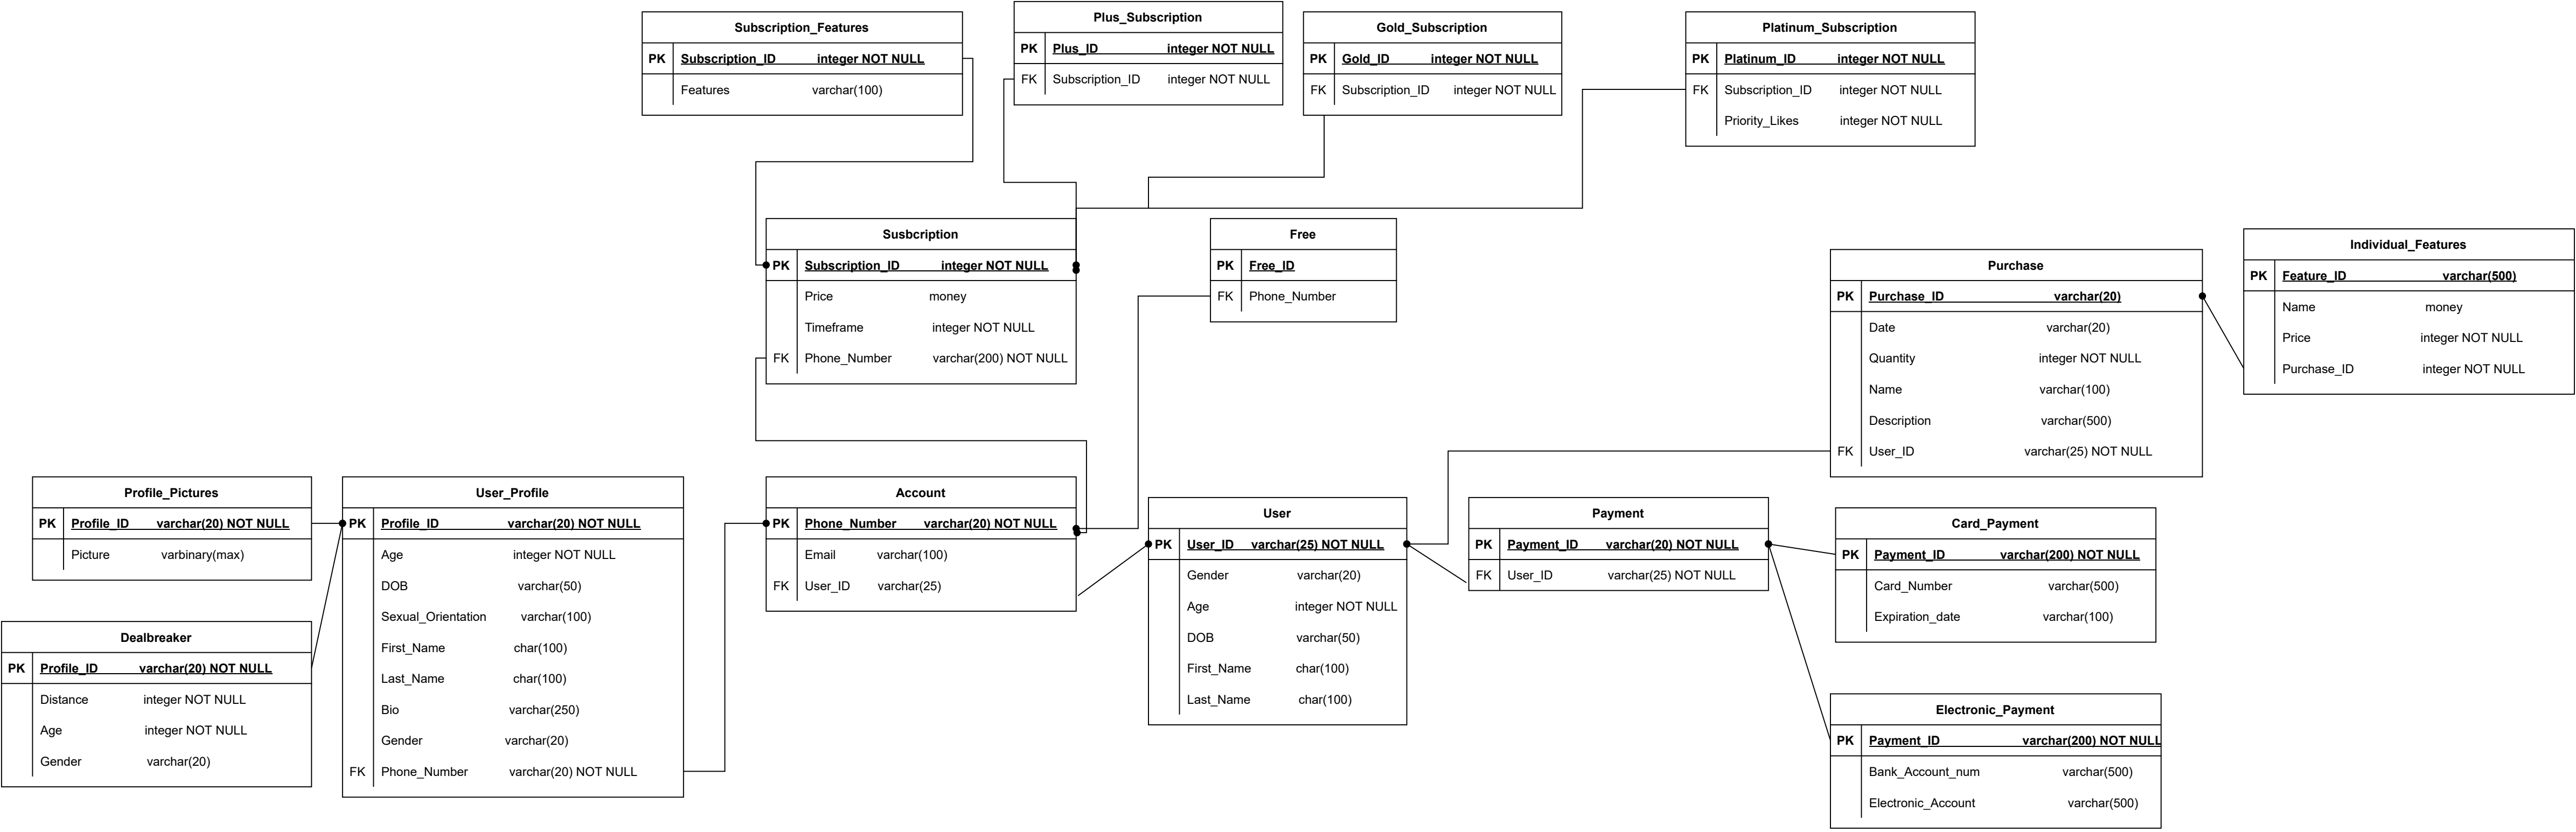 Subscription_Features
PK Subscription_ID integer NOT NULL
Features varchar(100)
Plus_Subscription
PK Plus_ID integer NOT NULL
FK Subscription_ID integer NOT NULL
Gold_Subscription
PK Gold_ID integer NOT NULL
FK Subscription_ID integer NOT NULL
Platinum_Subscription
PK Platinum_ID integer NOT NULL
FK Subscription_ID integer NOT NULL
Priority_Likes integer NOT NULL
Susbcription
PK Subscription_ID integer NOT NULL
Price money
Timeframe integer NOT NULL
FK Phone_Number varchar(200) NOT NULL
Free
PK Free_ID
FK Phone_Number
Purchase
PK Purchase_ID varchar(20)
Date varchar(20)
Quantity integer NOT NULL
Name varchar(100)
Description varchar(500)
FK User_ID varchar(25) NOT NULL
Individual_Features
PK Feature_ID varchar(500)
Name money
Price integer NOT NULL
Purchase_ID integer NOT NULL
Profile_Pictures
PK Profile_ID varchar(20) NOT NULL
Picture varbinary(max)
Dealbreaker
PK Profile_ID varchar(20) NOT NULL
Distance integer NOT NULL
Age integer NOT NULL
Gender varchar(20)
User_Profile
PK Profile_ID varchar(20) NOT NULL
Age integer NOT NULL
DOB varchar(50)
Sexual_Orientation varchar(100)
First_Name char(100)
Last_Name char(100)
Bio varchar(250)
Gender varchar(20)
FK Phone_Number varchar(20) NOT NULL
Account
PK Phone_Number varchar(20) NOT NULL
Email varchar(100)
FK User_ID varchar(25)
User
PK User_ID varchar(25) NOT NULL
Gender varchar(20)
Age integer NOT NULL
DOB varchar(50)
First_Name char(100)
Last_Name char(100)
Payment
PK Payment_ID varchar(20) NOT NULL
FK User_ID varchar(25) NOT NULL
Card_Payment
PK Payment_ID varchar(200) NOT NULL
Card_Number varchar(500)
Expiration_date varchar(100)
Electronic_Payment
PK Payment_ID varchar(200) NOT NULL
Bank_Account_num varchar(500)
Electronic_Account varchar(500)